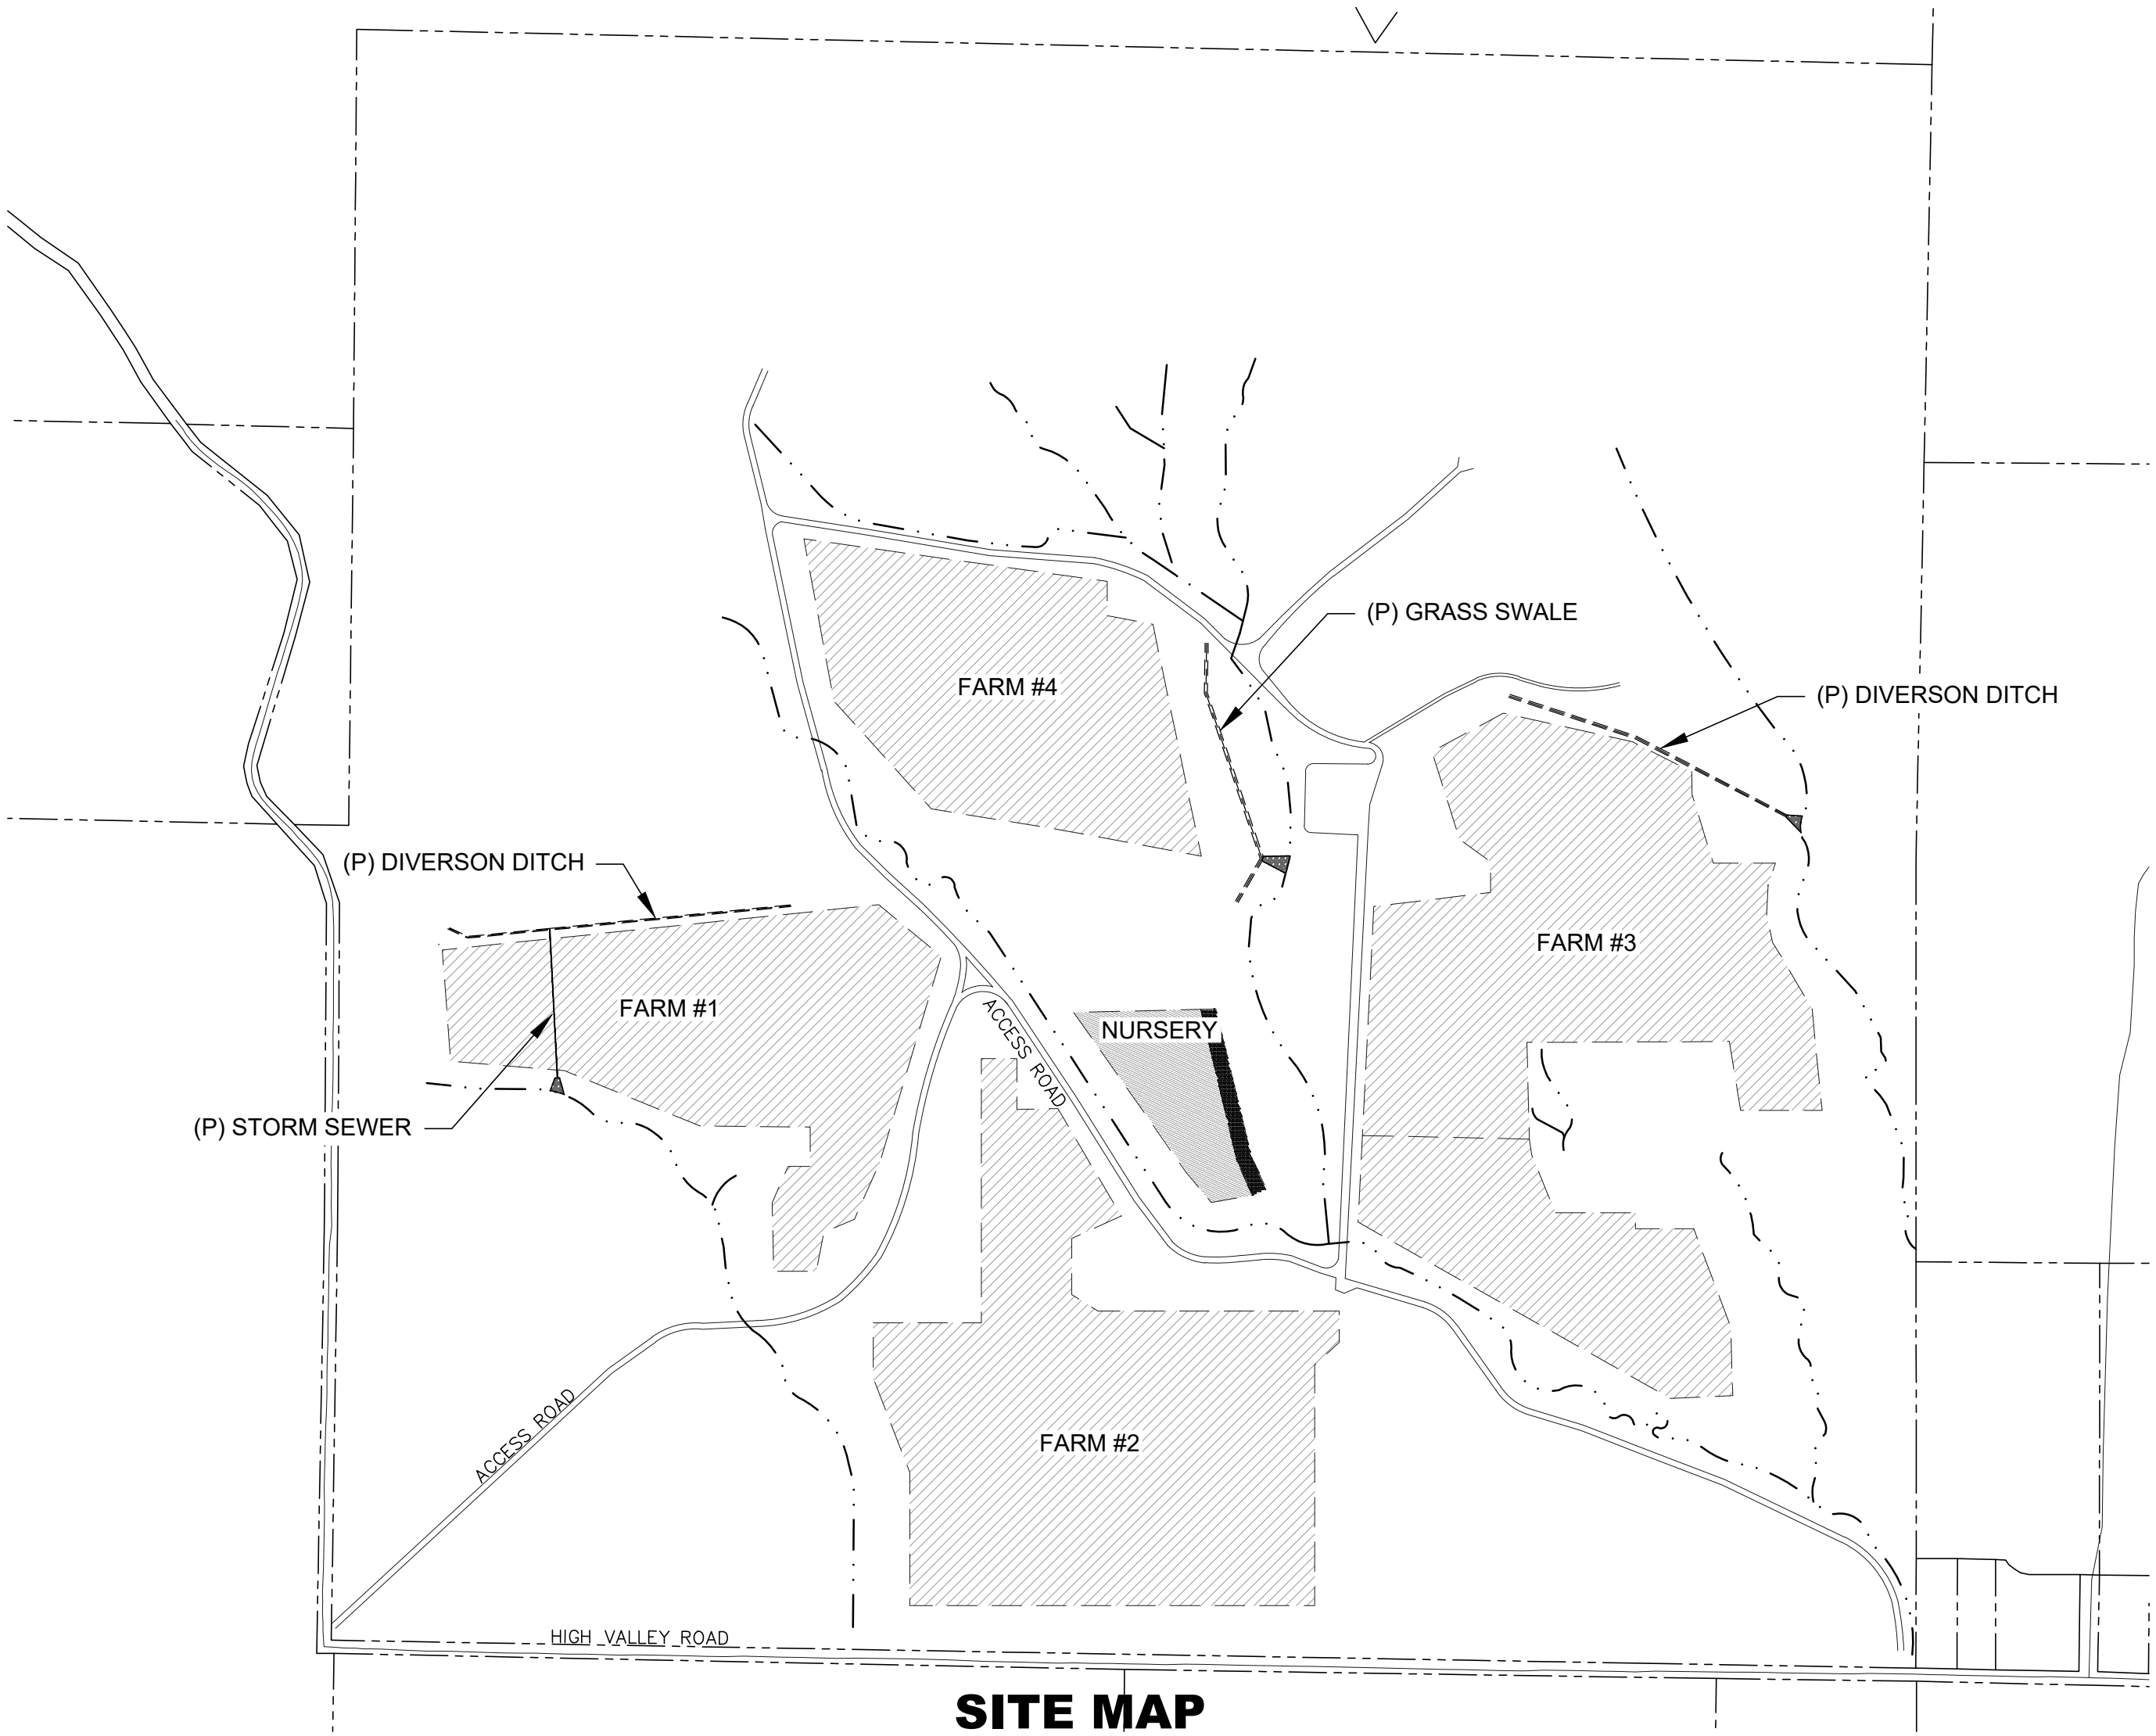 (P) GRASS SWALE
FARM #4
(P) DIVERSON DITCH
(P) DIVERSON DITCH
FARM #3
FARM #1
ACCESS ROAD
NURSERY
(P) STORM SEWER
ACCESS ROAD
FARM #2
HIGH VALLEY ROAD
SITE MAP